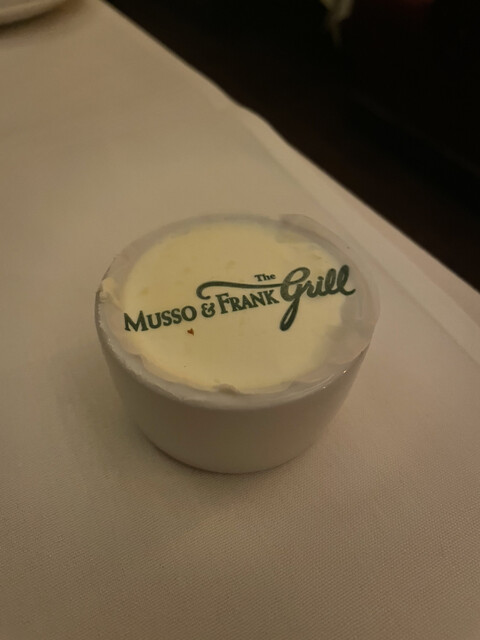 The
Musso & Frank Grill